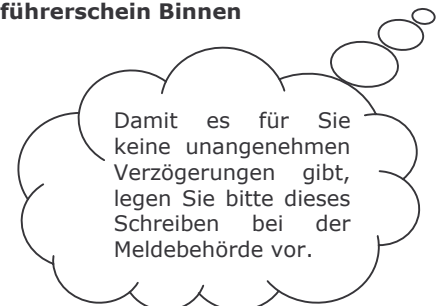 führerschein Binnen
Damit es für Sie
keine unangenehmen
Verzögerungen gibt,
legen Sie bitte dieses
Schreiben bei der
Meldebehörde vor.